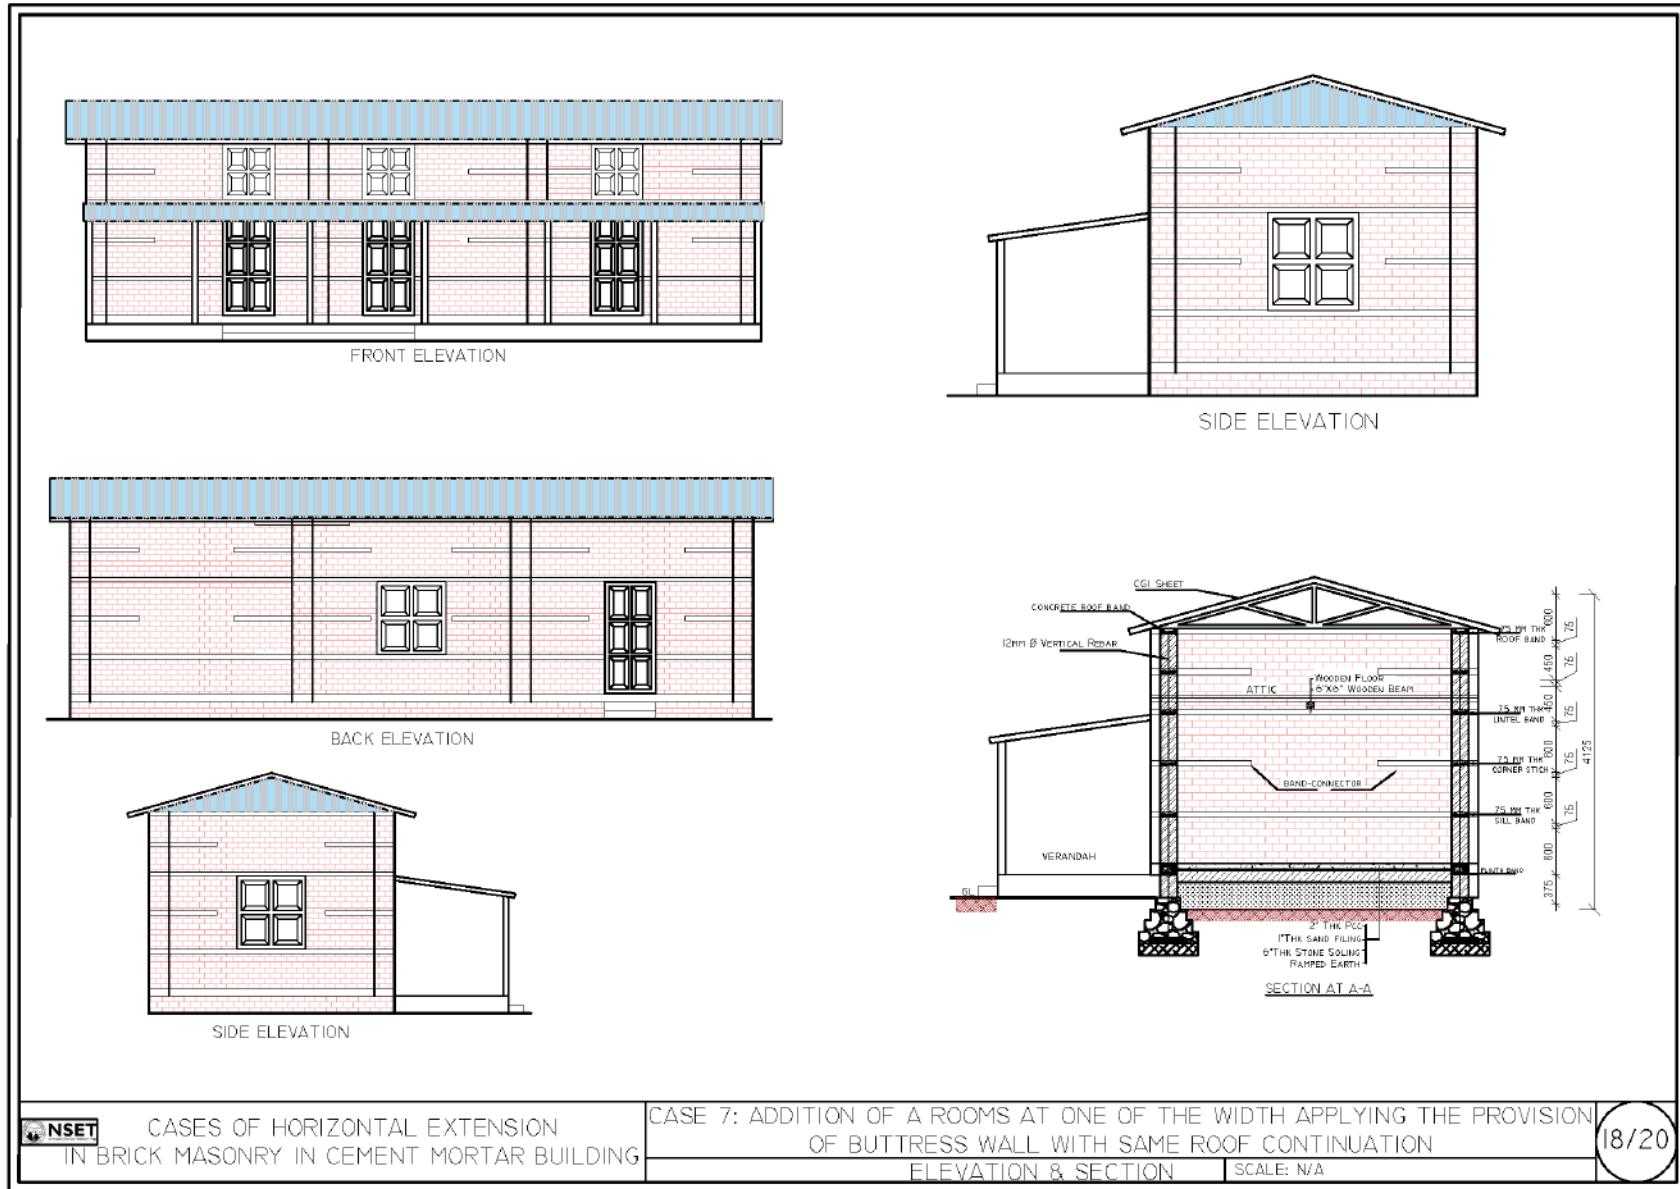 FRONT ELEVATION
SIDE ELEVATION
BACK ELEVATION
SIDE ELEVATION
CGI SHEET
CONCRETE ROOF BAND
12MM Ø VERTICAL REBAR
ATTIC
WOODEN FLOOR
6"X6" WOODEN BEAM
BAND-CONNECTOR
VERANDAH
GL
75 MM THK
ROOF BAND
75 MM THK
LINTEL BAND
75 MM THK
CORNER STICH
75 MM THK
SILL BAND
PLINTH BAND
600
75
450
75
450
75
600
75
600
75
600
375
4125
2" THK PCC
1"THK SAND FILING
6"THK STONE SOLING
RAMPED EARTH
SECTION AT A-A
NSET
CASES OF HORIZONTAL EXTENSION
IN BRICK MASONRY IN CEMENT MORTAR BUILDING
CASE 7: ADDITION OF A ROOMS AT ONE OF THE WIDTH APPLYING THE PROVISION
OF BUTTRESS WALL WITH SAME ROOF CONTINUATION
ELEVATION & SECTION
SCALE: N/A
18/20